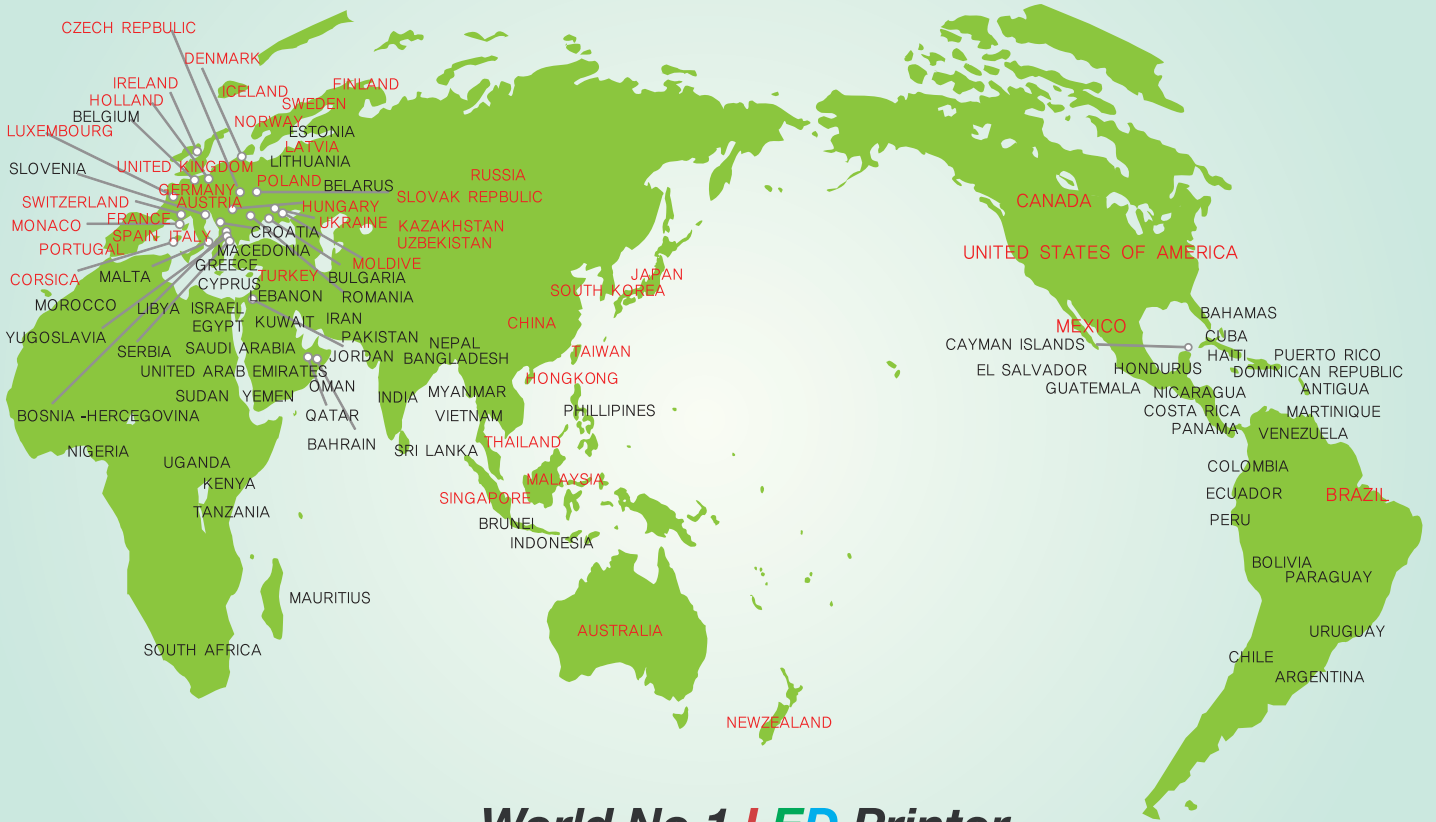 CZECH REPBULIC
DENMARK
IRELAND
ICELAND
FINLAND
HOLLAND
SWEDEN
BELGIUM
NORWAY
LUXEMBOURG
ESTONIA
LATVIA
LITHUANIA
SLOVENIA
UNITED KINGDOM
RUSSIA
GERMANY
POLAND
BELARUS
SLOVAK REPBULIC
SWITZERLAND
AUSTRIA
HUNGARY
CANADA
MONACO
FRANCE
UKRAINE
KAZAKHSTAN
SPAIN
ITALY
CROATIA
UZBEKISTAN
PORTUGAL
MACEDONIA
UNITED STATES OF AMERICA
GREECE
MOLDIVE
CORSICA
MALTA
TURKEY
BULGARIA
JAPAN
CYPRUS
SOUTH KOREA
LEBANON
ROMANIA
MOROCCO
LIBYA
ISRAEL
BAHAMAS
EGYPT
KUWAIT
IRAN
CHINA
MEXICO
YUGOSLAVIA
PAKISTAN
CUBA
SERBIA
SAUDI ARABIA
NEPAL
CAYMAN ISLANDS
JORDAN
BANGLADESH
TAIWAN
HAITI
PUERTO RICO
UNITED ARAB EMIRATES
HONGKONG
EL SALVADOR
HONDURUS
DOMINICAN REPUBLIC
OMAN
GUATEMALA
ANTIGUA
SUDAN
YEMEN
INDIA
MYANMAR
NICARAGUA
BOSNIA -HERCEGOVINA
QATAR
VIETNAM
PHILLIPINES
COSTA RICA
MARTINIQUE
PANAMA
VENEZUELA
BAHRAIN
THAILAND
NIGERIA
SRI LANKA
UGANDA
COLOMBIA
KENYA
MALAYSIA
SINGAPORE
ECUADOR
BRAZIL
TANZANIA
BRUNEI
PERU
INDONESIA
BOLIVIA
PARAGUAY
MAURITIUS
AUSTRALIA
URUGUAY
SOUTH AFRICA
CHILE
ARGENTINA
NEWZEALAND
World No.1 LED Printer